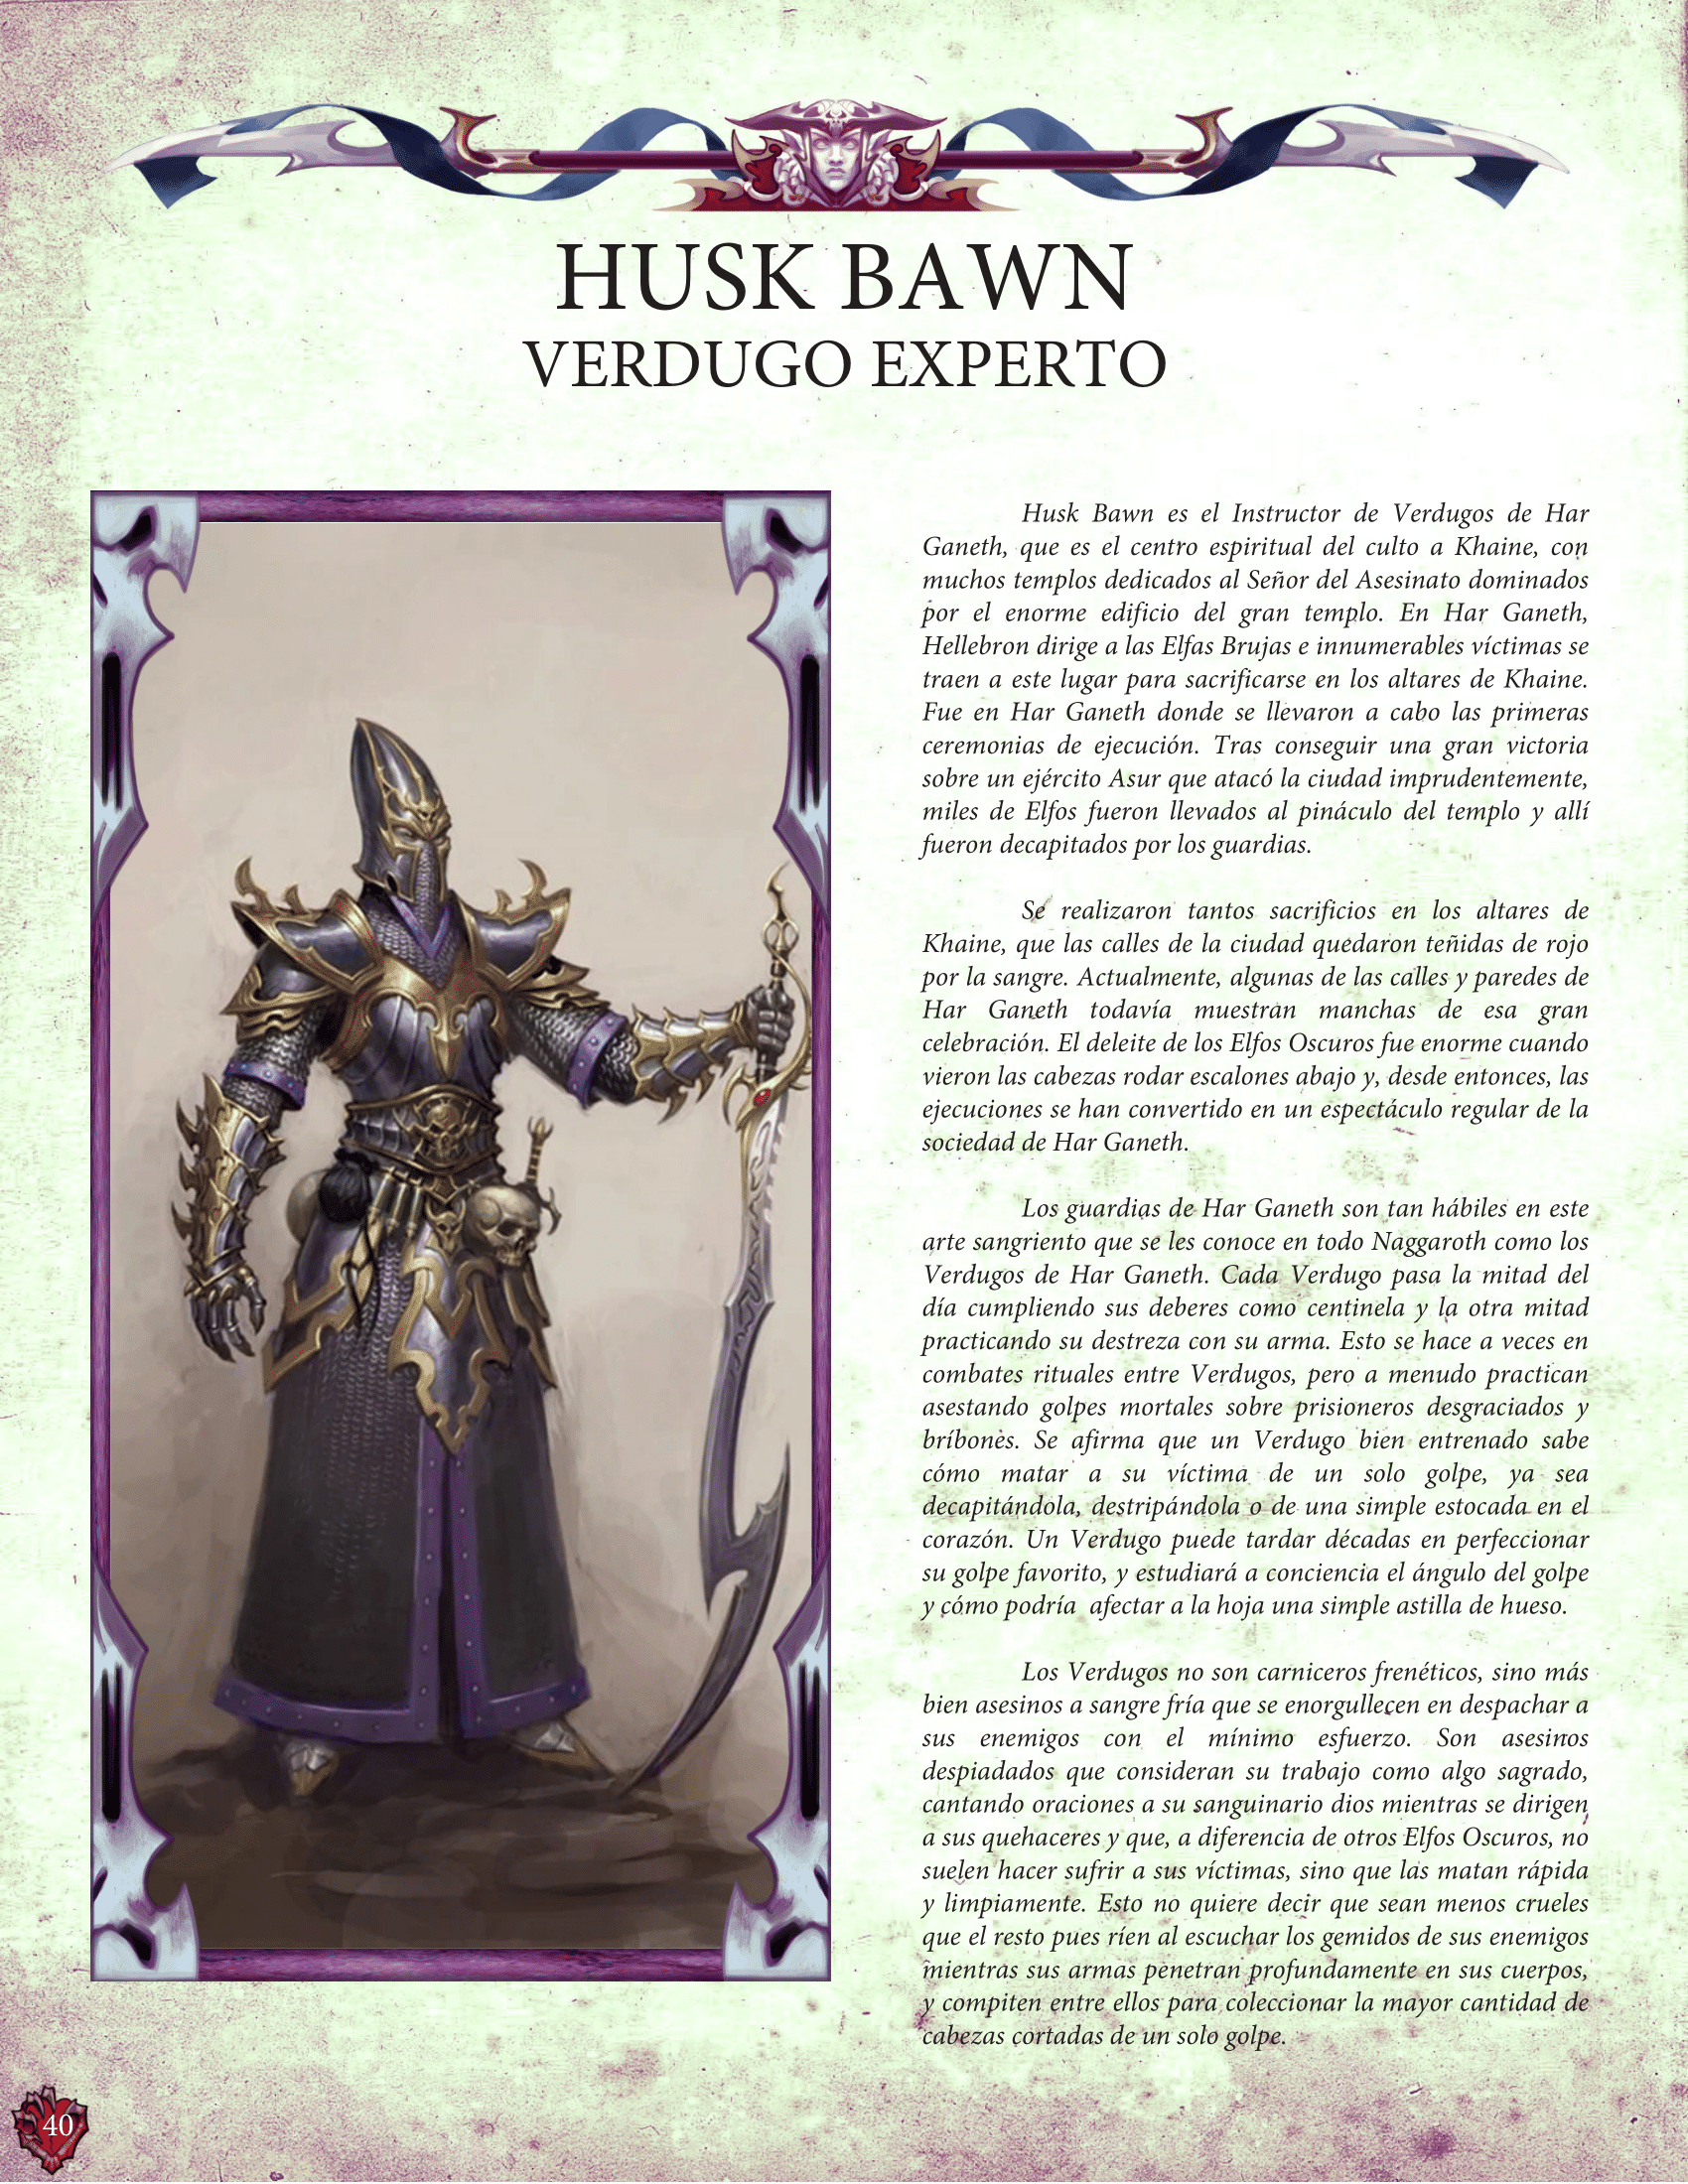 HUSK BAWN
VERDUGO EXPERTO
Husk Bawn es el Instructor de Verdugos de Har
Ganeth, que es el centro espiritual del culto a Khaine, con
muchos templos dedicados al Señor del Asesinato dominados
por el enorme edificio del gran templo. En Har Ganeth,
Hellebron dirige a las Elfas Brujas e innumerables víctimas se
traen a este lugar para sacrificarse en los altares de Khaine.
Fue en Har Ganeth donde se llevaron a cabo las primeras
ceremonias de ejecución. Tras conseguir una gran victoria
sobre un ejército Asur que atacó la ciudad imprudentemente,
miles de Elfos fueron llevados al pináculo del templo y allí
fueron decapitados por los guardias.
Se realizaron tantos sacrificios en los altares de
Khaine, que las calles de la ciudad quedaron teñidas de rojo
por la sangre. Actualmente, algunas de las calles y paredes de
Har Ganeth todavía muestran manchas de esa gran
celebración. El deleite de los Elfos Oscuros fue enorme cuando
vieron las cabezas rodar escalones abajo y, desde entonces, las
ejecuciones se han convertido en un espectáculo regular de la
sociedad de Har Ganeth.
Los guardias de Har Ganeth son tan hábiles en este
arte sangriento que se les conoce en todo Naggaroth como los
Verdugos de Har Ganeth. Cada Verdugo pasa la mitad del
día cumpliendo sus deberes como centinela y la otra mitad
practicando su destreza con su arma. Esto se hace a veces en
combates rituales entre Verdugos, pero a menudo practican
asestando golpes mortales sobre prisioneros desgraciados y
bribones. Se afirma que un Verdugo bien entrenado sabe
cómo matar a su víctima de un solo golpe, ya sea
decapitándola, destripándola o de una simple estocada en el
corazón. Un Verdugo puede tardar décadas en perfeccionar
su golpe favorito, y estudiará a conciencia el ángulo del golpe
y cómo podría afectar a la hoja una simple astilla de hueso.
Los Verdugos no son carniceros frenéticos, sino más
bien asesinos a sangre fría que se enorgullecen en despachar a
sus enemigos con el mínimo esfuerzo. Son asesinos
despiadados que consideran su trabajo como algo sagrado,
cantando oraciones a su sanguinario dios mientras se dirigen
a sus quehaceres y que, a diferencia de otros Elfos Oscuros, no
suelen hacer sufrir a sus víctimas, sino que las matan rápida
y limpiamente. Esto no quiere decir que sean menos crueles
que el resto pues ríen al escuchar los gemidos de sus enemigos
mientras sus armas penetran profundamente en sus cuerpos,
y compiten entre ellos para coleccionar la mayor cantidad de
cabezas cortadas de un solo golpe.
40